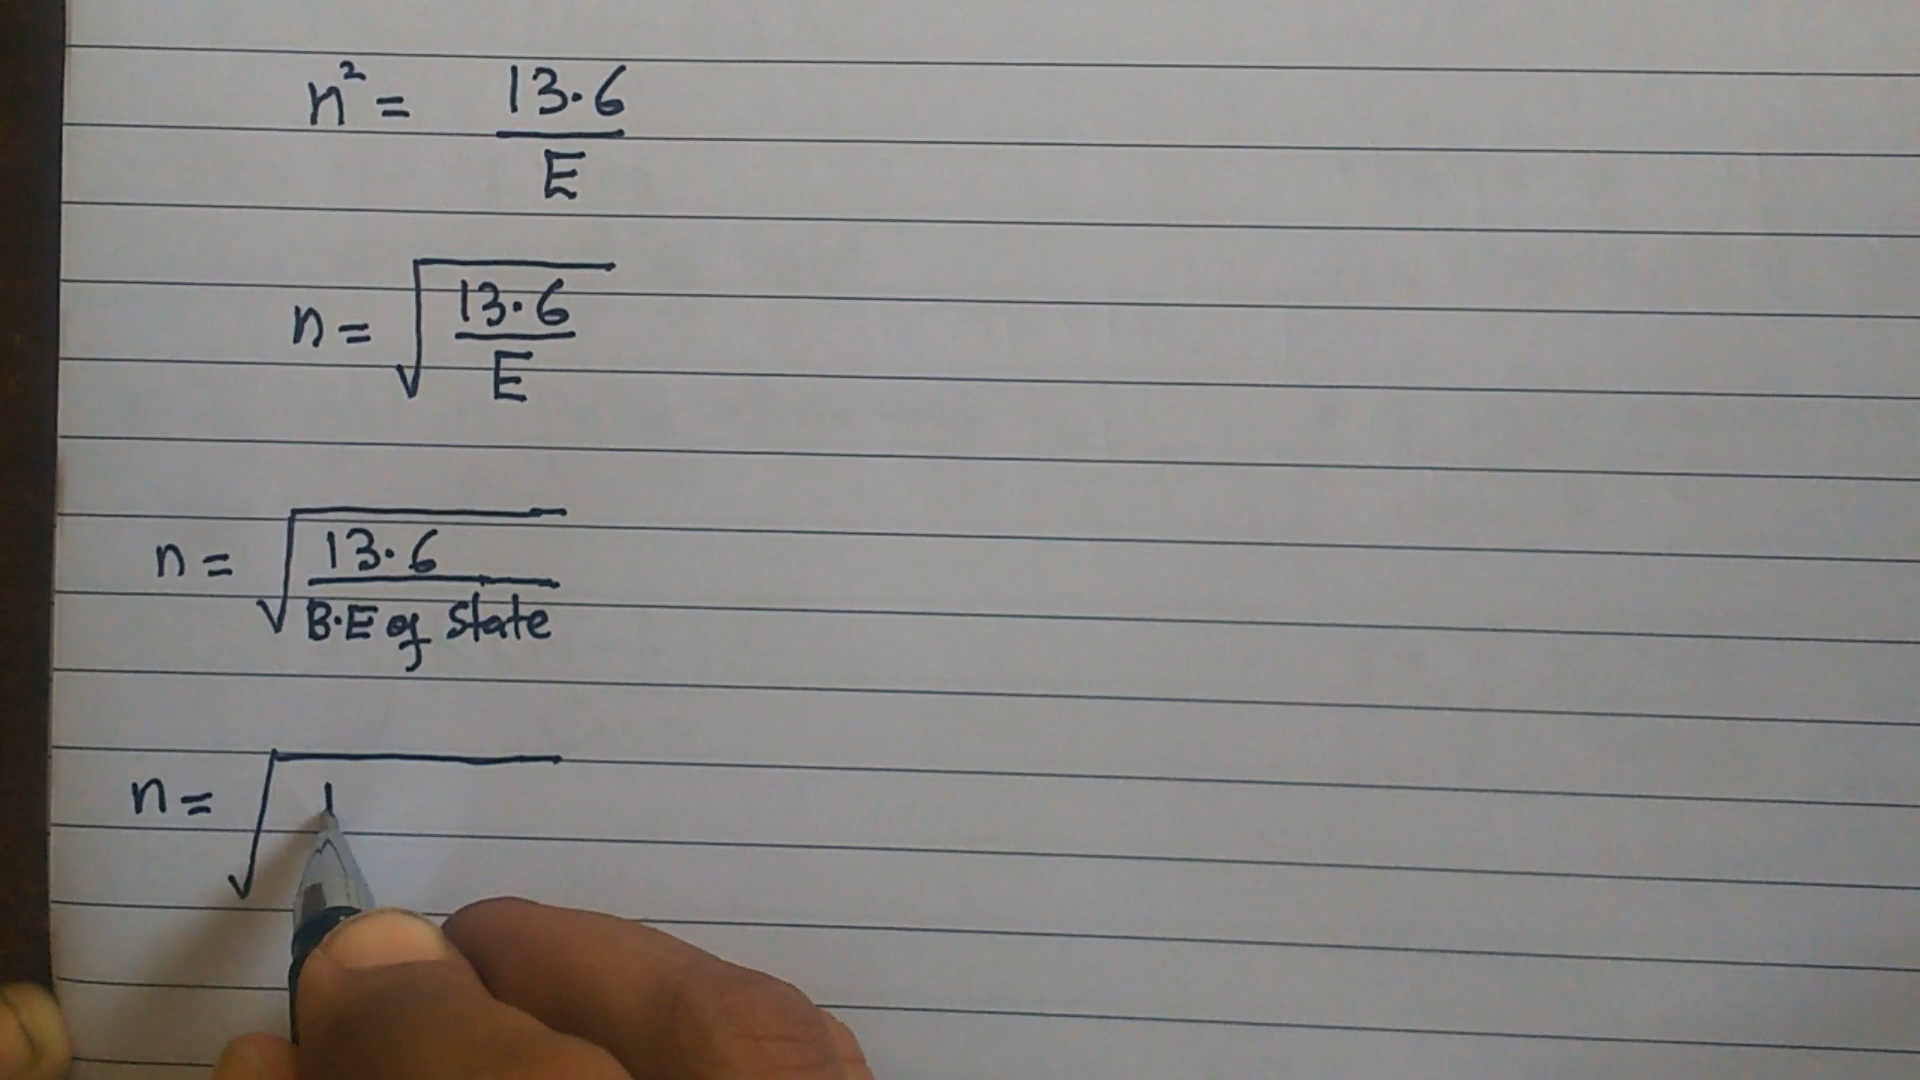 n² = 13.6 / E
n = √(13.6 / E)
n = √(13.6 / B.E of State)
n = √(1